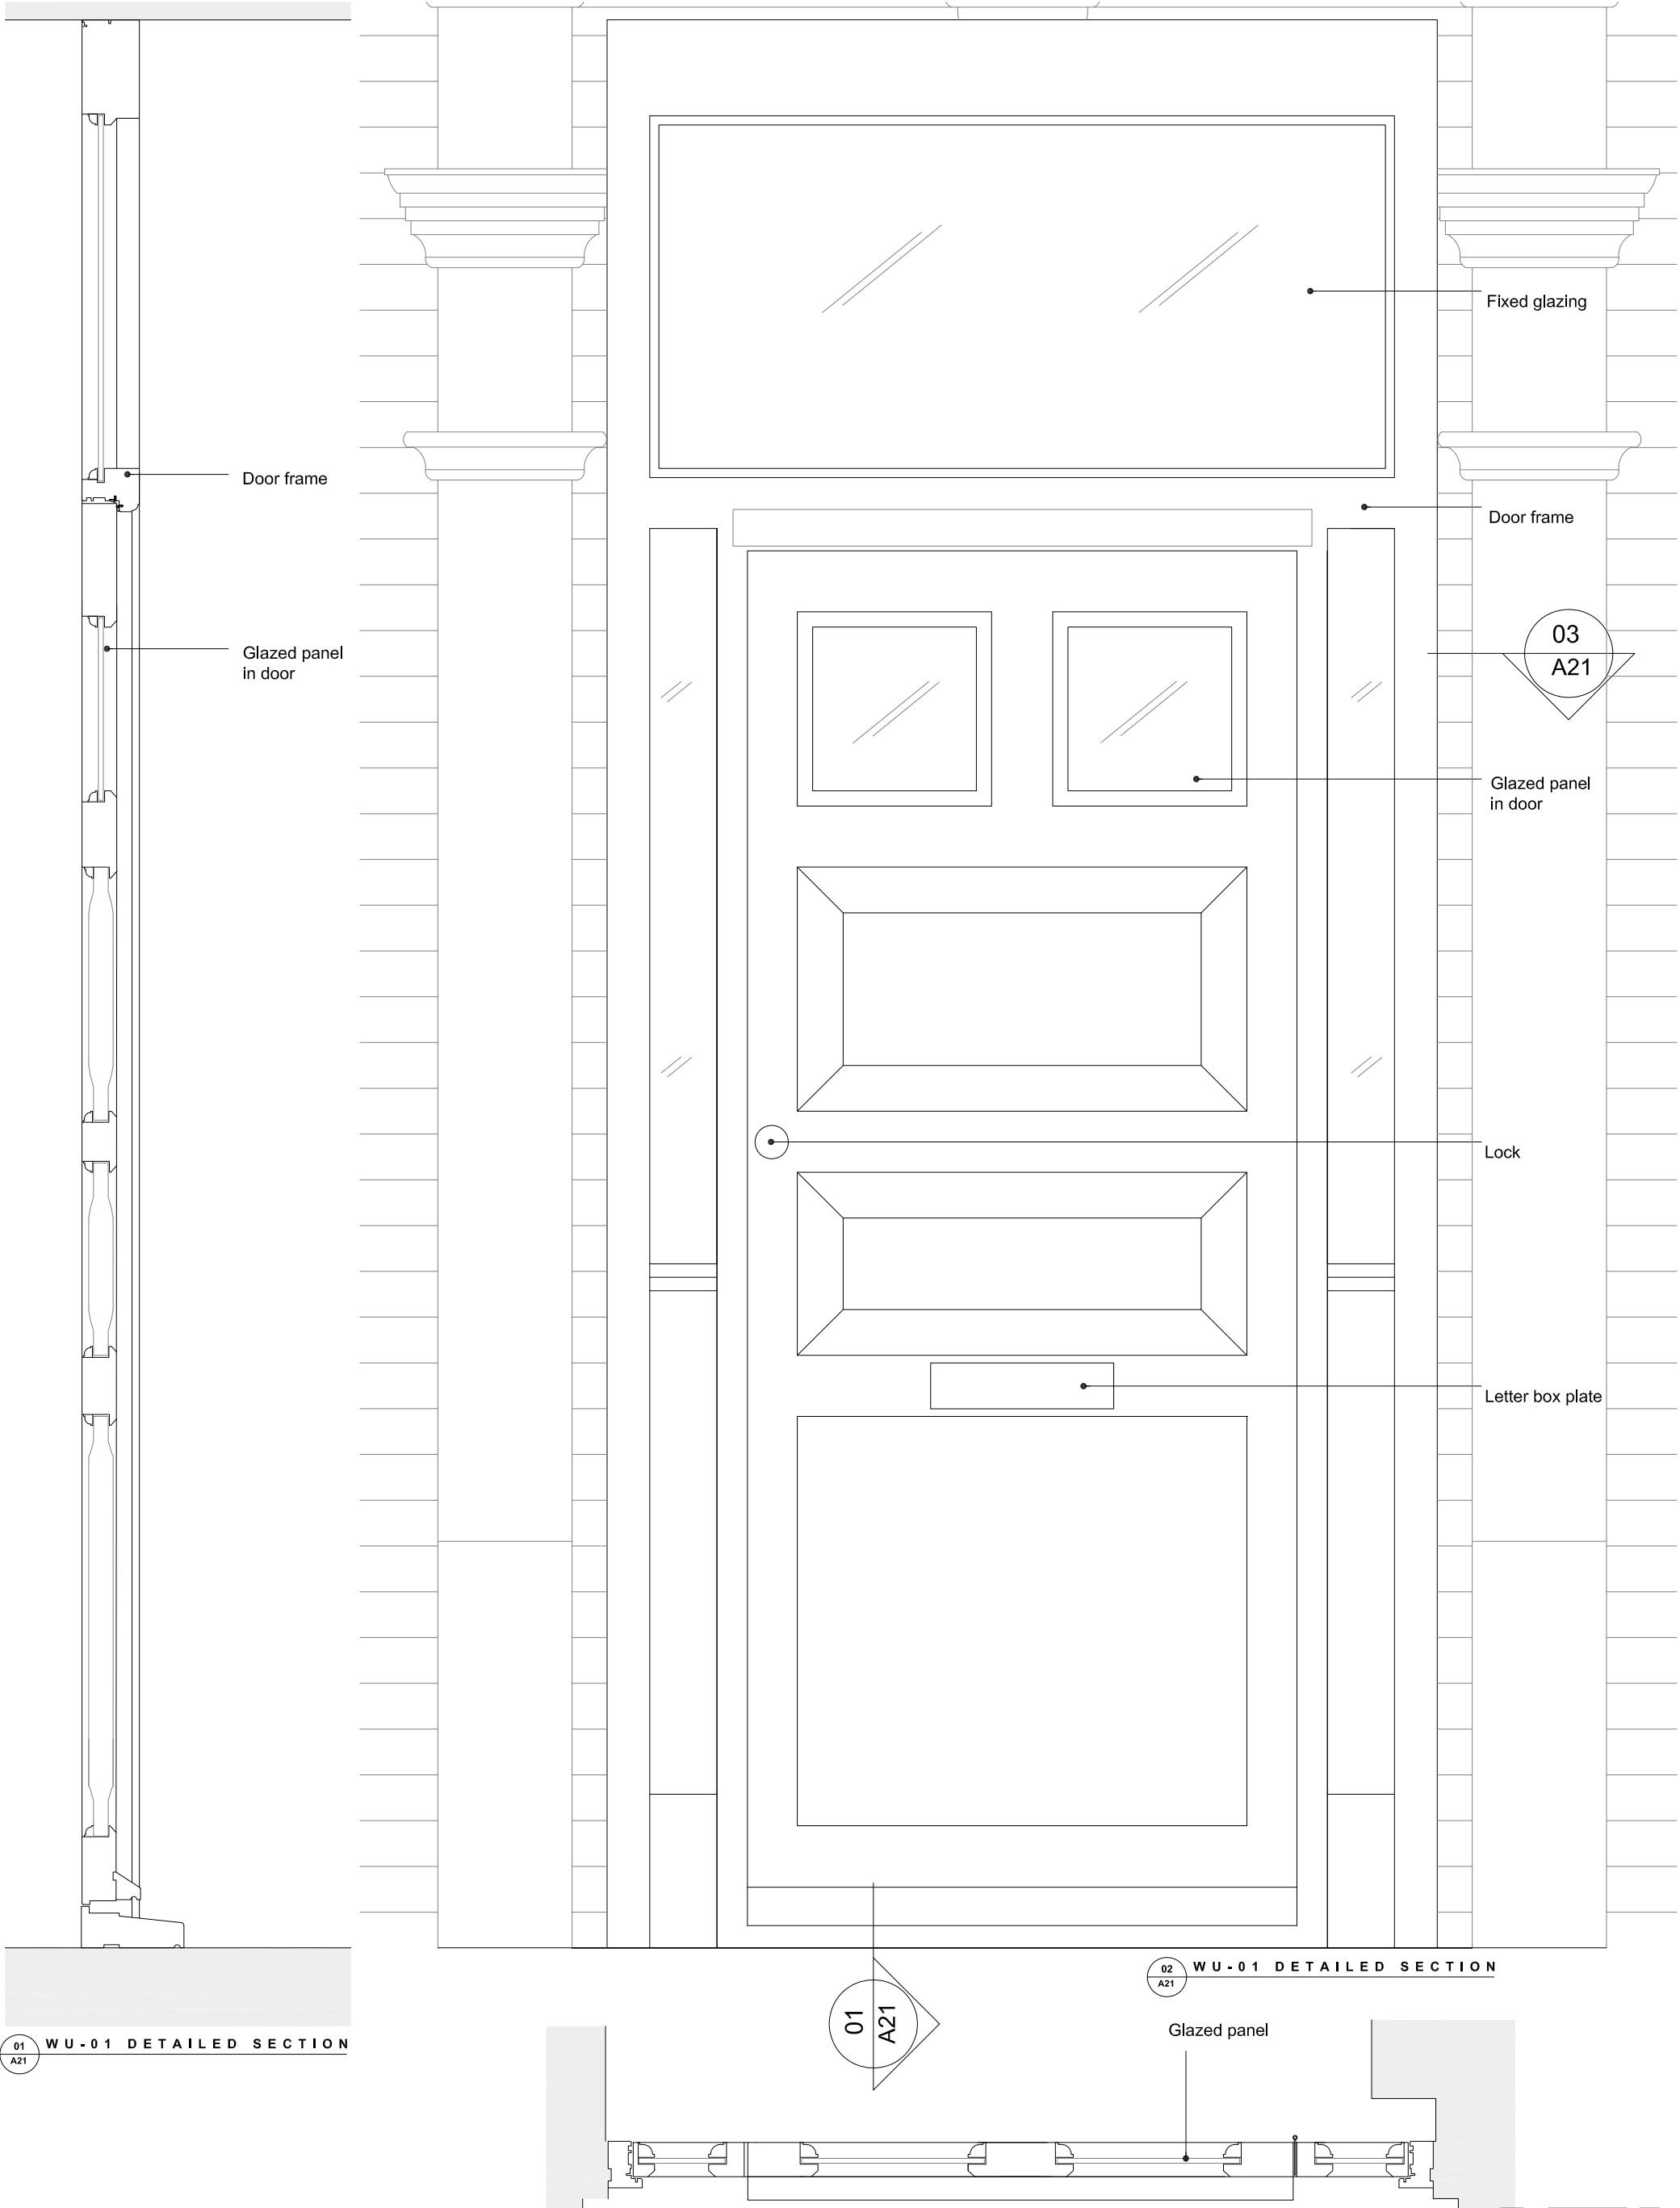 Fixed glazing
Door frame
Door frame
03
A21
Glazed panel
in door
Glazed panel
in door
Lock
Letter box plate
02
A21
WU-01 DETAILED SECTION
01
A21
Glazed panel
01
A21
WU-01 DETAILED SECTION